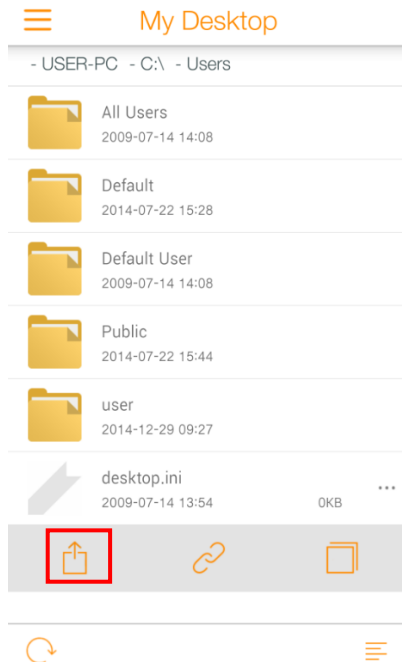 My Desktop
- USER-PC - C:\ - Users
All Users
2009-07-14 14:08
Default
2014-07-22 15:28
Default User
2009-07-14 14:08
Public
2014-07-22 15:44
user
2014-12-29 09:27
desktop.ini
2009-07-14 13:54 0KB